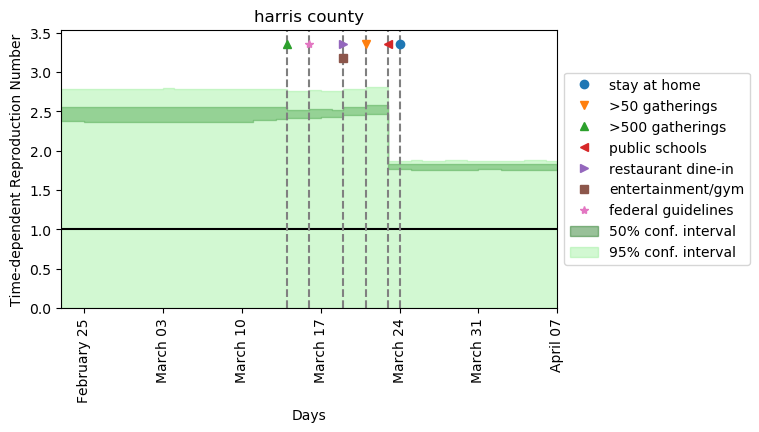 harris county
Time-dependent Reproduction Number
3.5
3.0
2.5
2.0
1.5
1.0
0.5
0.0
February 25
March 03
March 10
March 17
March 24
March 31
April 07
Days
stay at home
>50 gatherings
>500 gatherings
public schools
restaurant dine-in
entertainment/gym
federal guidelines
50% conf. interval
95% conf. interval